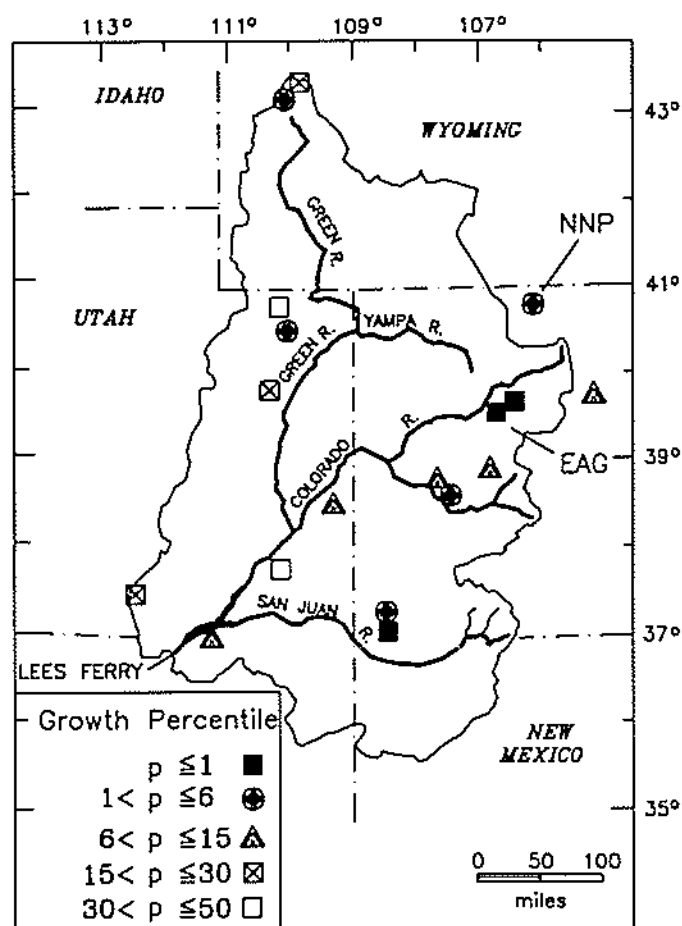 113° 111° 109° 107°
IDAHO
WYOMING
43°
GREEN R.
NNP
41°
UTAH
YAMPA R.
GREEN R.
COLORADO R.
39°
EAG
SAN JUAN R.
37°
LEES FERRY
Growth Percentile
p ≤1
1< p ≤6
6< p ≤15
15< p ≤30
30< p ≤50
NEW
MEXICO
35°
0 50 100
miles